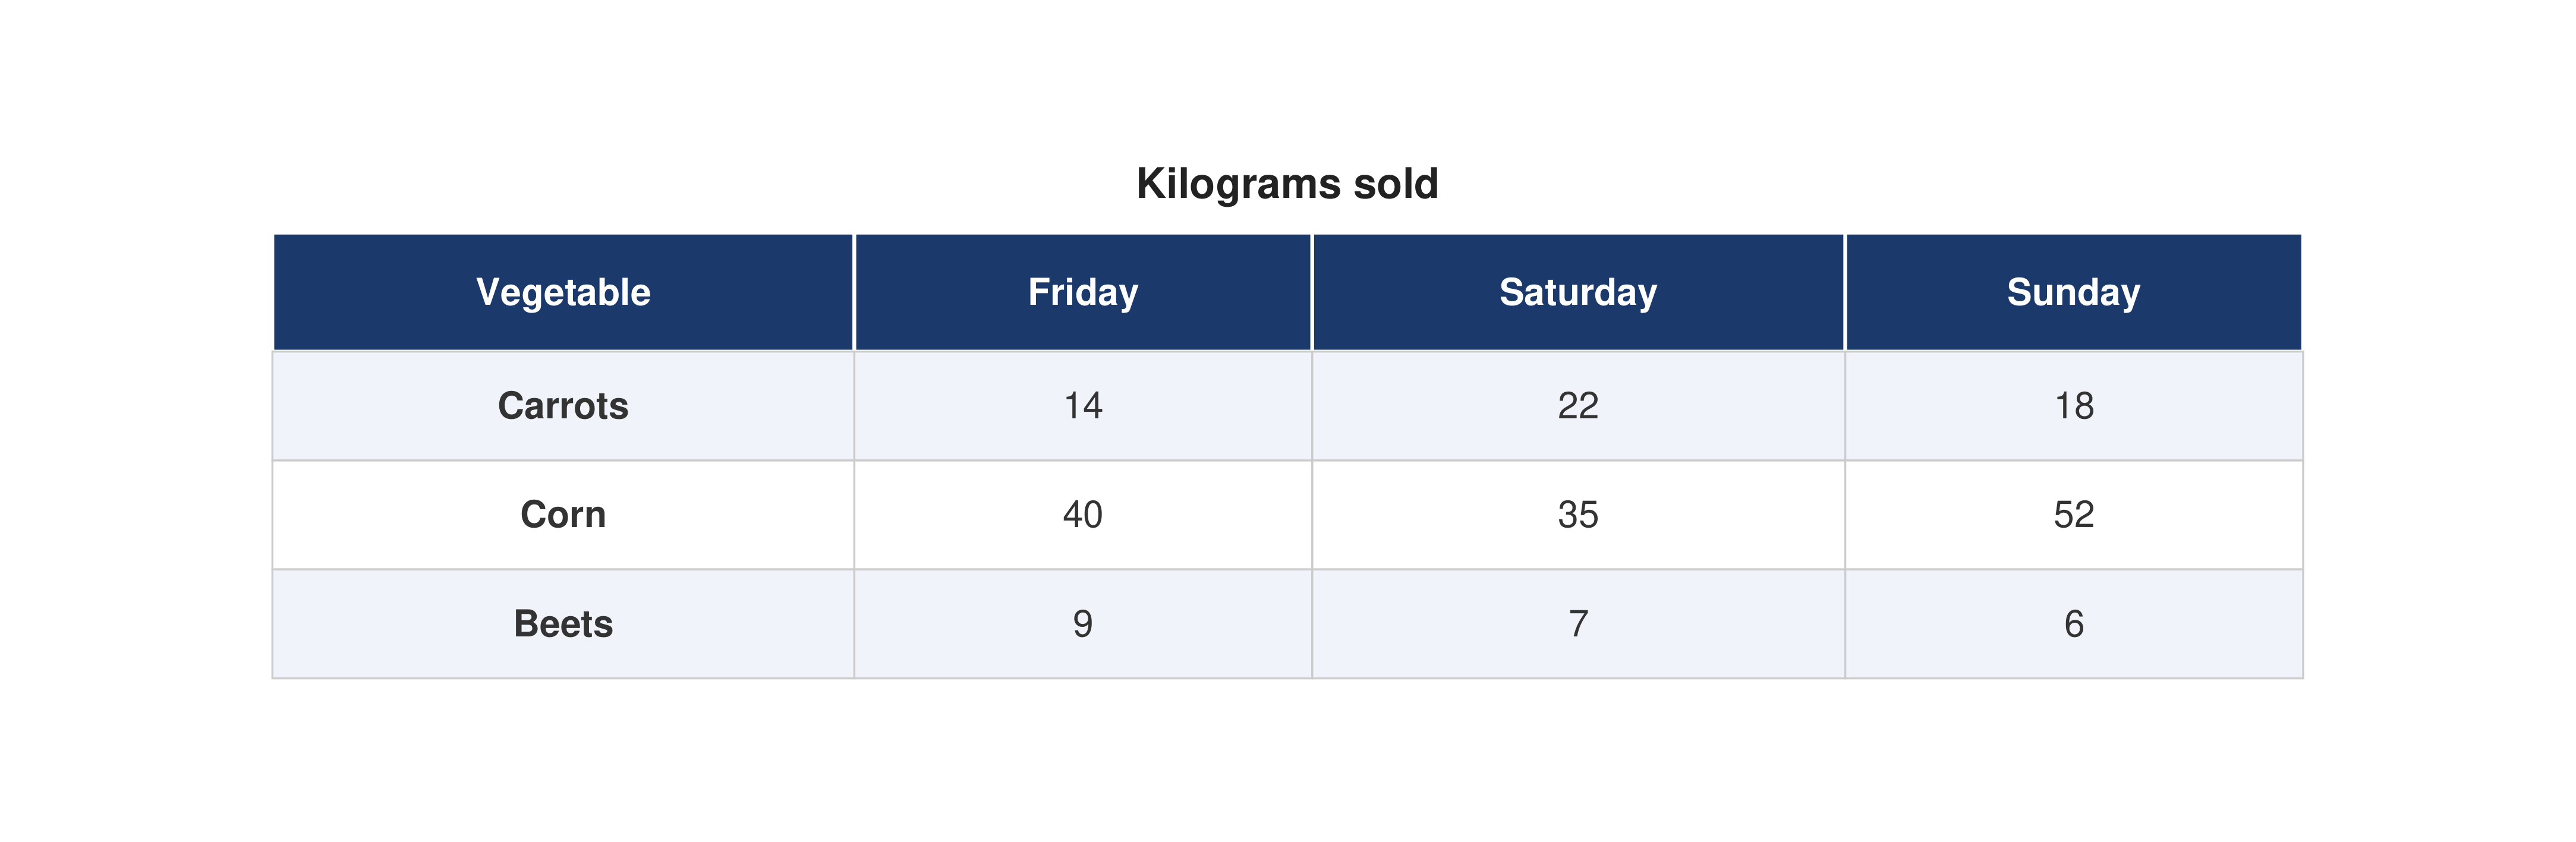 Kilograms sold
Vegetable Friday Saturday Sunday
Carrots 14 22 18
Corn 40 35 52
Beets 9 7 6